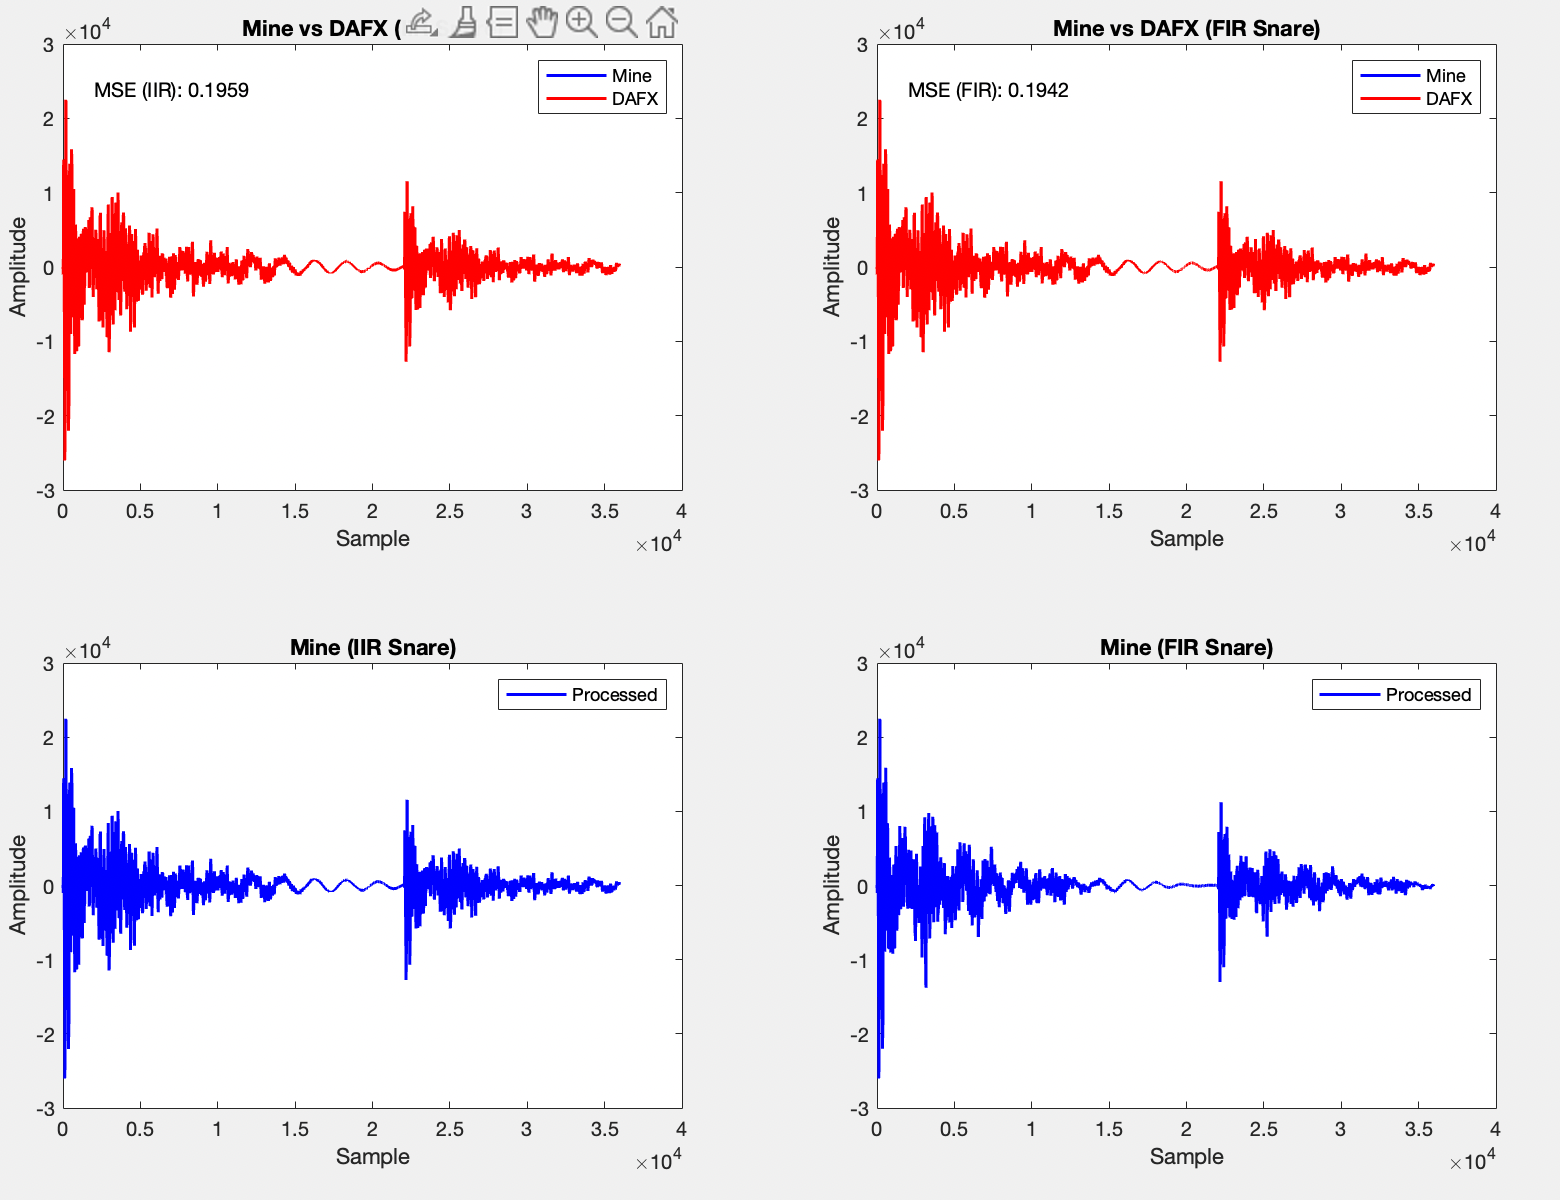 Mine vs DAFX (
×10^4
3
2
1
0
-1
-2
-3
Amplitude
MSE (IIR): 0.1959
Mine
DAFX
0 0.5 1 1.5 2 2.5 3 3.5 4
Sample
×10^4
Mine vs DAFX (FIR Snare)
×10^4
3
2
1
0
-1
-2
-3
Amplitude
MSE (FIR): 0.1942
Mine
DAFX
0 0.5 1 1.5 2 2.5 3 3.5 4
Sample
×10^4
Mine (IIR Snare)
×10^4
3
2
1
0
-1
-2
-3
Amplitude
Processed
0 0.5 1 1.5 2 2.5 3 3.5 4
Sample
×10^4
Mine (FIR Snare)
×10^4
3
2
1
0
-1
-2
-3
Amplitude
Processed
0 0.5 1 1.5 2 2.5 3 3.5 4
Sample
×10^4